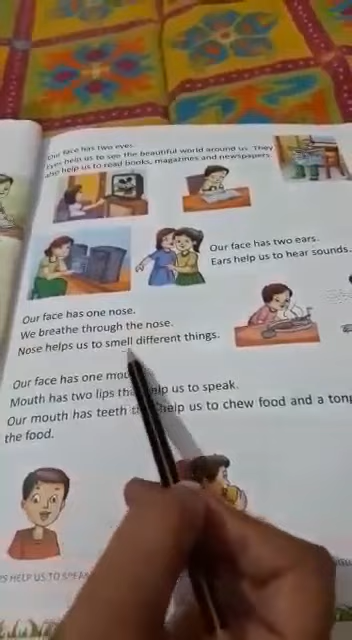 Our face has two eyes.
Eyes help us to see the beautiful world around us. They
also help us to read books, magazines and newspapers.
Our face has two ears.
Ears help us to hear sounds.
Our face has one nose.
We breathe through the nose.
Nose helps us to smell different things.
Our face has one
Mouth has two lips help us to speak.
Our mouth has teeth help us to chew food and a
the food.
HELP US TO